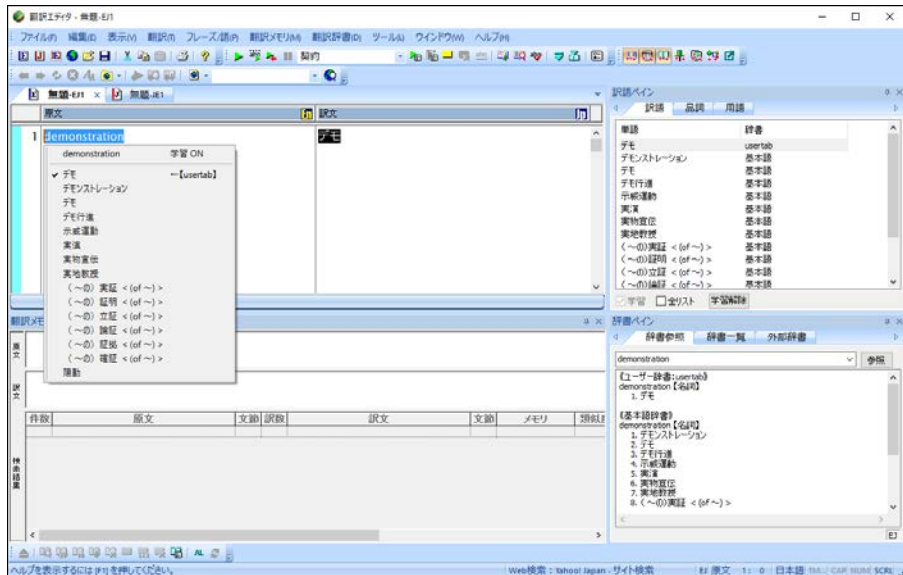 翻訳エディタ - 無題-EJ1
ファイル(F) 編集(E) 表示(V) 翻訳(T) フレーズ/語(P) 翻訳メモリ(M) 翻訳辞書(D) ツール(L) ウインドウ(W) ヘルプ(H)
契約
無題-EJ1 × 無題-JE1
原文 訳文
1 demonstration デモ
demonstration 学習 ON
✓ デモ ←【usertab】
デモンストレーション
デモ
デモ行進
示威運動
実演
実物宣伝
実地教授
(～の) 実証 <(of ～) >
(～の) 証明 <(of ～) >
(～の) 立証 <(of ～) >
(～の) 論証 <(of ～) >
(～の) 証拠 <(of ～) >
(～の) 確証 <(of ～) >
陽動
翻訳メモ
原文
訳文
件数 原文 文節 訳数 訳文 文節 メモリ 類似度
検索結果
訳語ペイン
訳語 品詞 用語
単語 辞書
デモ usertab
デモンストレーション 基本語
デモ 基本語
デモ行進 基本語
示威運動 基本語
実演 基本語
実物宣伝 基本語
実地教授 基本語
(～の)実証 <(of ～) > 基本語
(～の)証明 <(of ～) > 基本語
(～の)立証 <(of ～) > 基本語
(～の)論証 <(of ～) > 基本語
学習 全リスト 学習解除
辞書ペイン
辞書参照 辞書一覧 外部辞書
demonstration 参照
《ユーザー辞書:usertab》
demonstration【名詞】
1. デモ
《基本語辞書》
demonstration【名詞】
1. デモンストレーション
2. デモ
3. デモ行進
4. 示威運動
5. 実演
6. 実物宣伝
7. 実地教授
8. (～の)実証 <(of ～) >
EJ
AL
ヘルプを表示するには [F1] を押してください。 Web検索 : Yahoo! Japan - サイト検索 EJ 原文 1: 0 日本語 CAP NUM SCRL